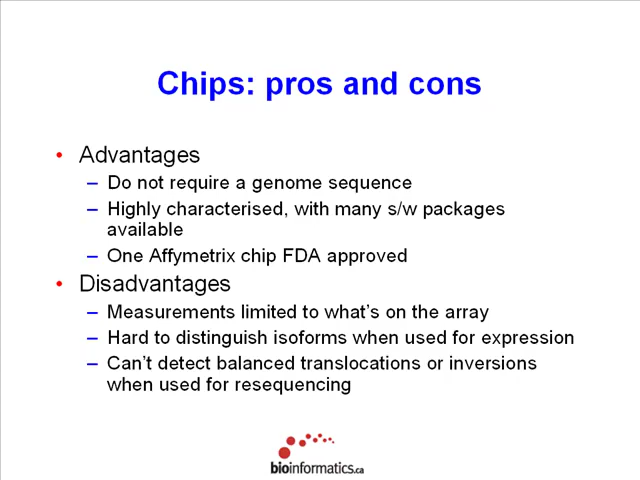 Chips: pros and cons
• Advantages
– Do not require a genome sequence
– Highly characterised, with many s/w packages
available
– One Affymetrix chip FDA approved
• Disadvantages
– Measurements limited to what's on the array
– Hard to distinguish isoforms when used for expression
– Can't detect balanced translocations or inversions
when used for resequencing
bioinformatics.ca